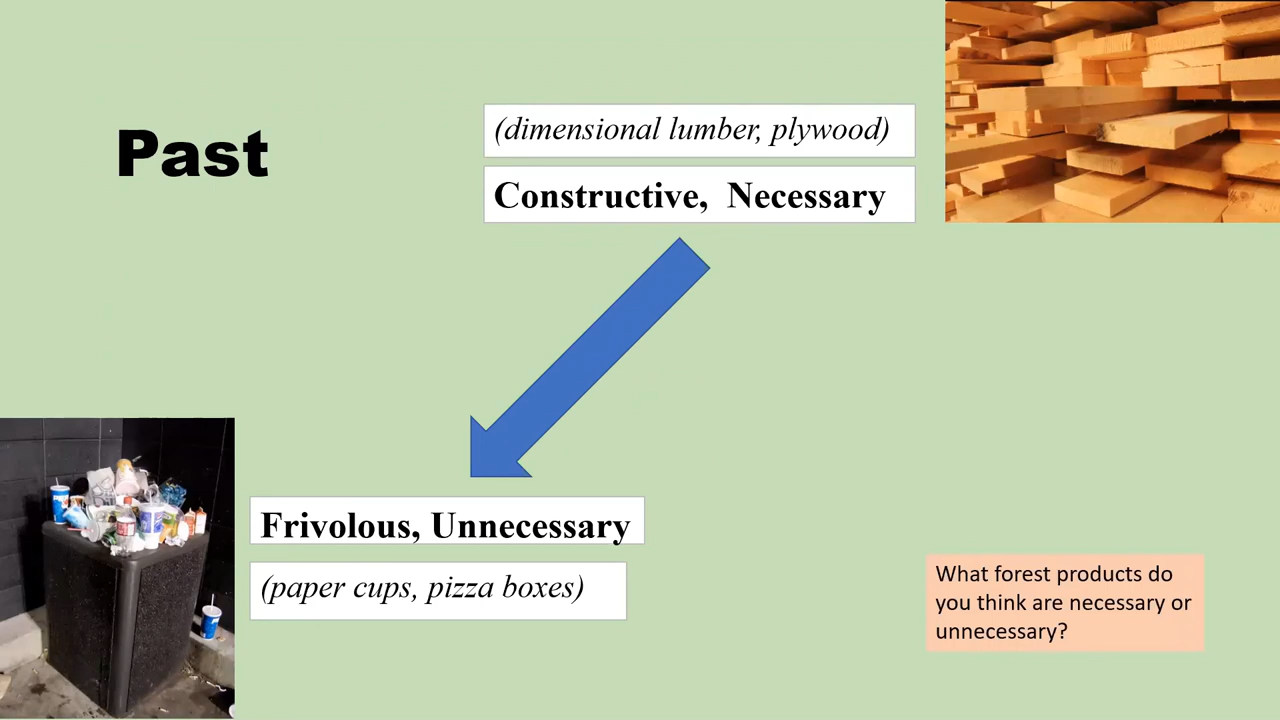 Past
(dimensional lumber, plywood)
Constructive,  Necessary
Frivolous, Unnecessary
(paper cups, pizza boxes)
What forest products do
you think are necessary or
unnecessary?